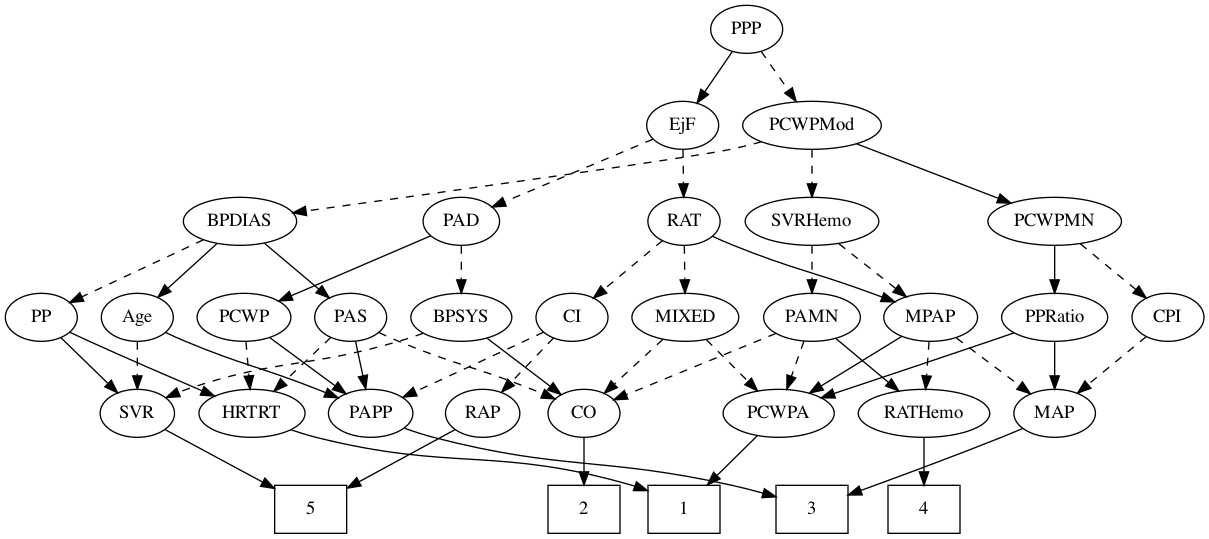 PPP
EjF
PCWPMod
BPDIAS
PAD
RAT
SVRHemo
PCWPMN
PP
Age
PCWP
PAS
BPSYS
CI
MIXED
PAMN
MPAP
PPRatio
CPI
SVR
HRTRT
PAPP
RAP
CO
PCWPA
RATHemo
MAP
5
2
1
3
4